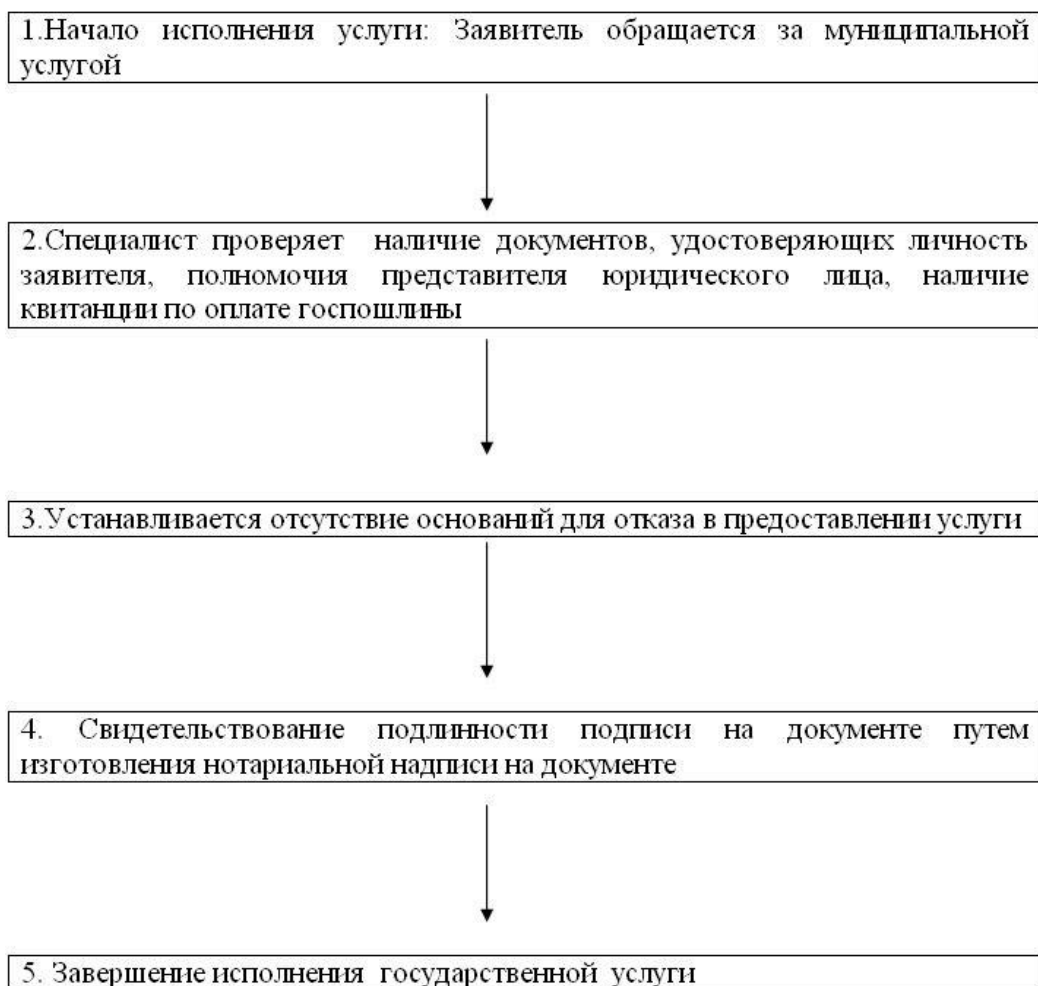 1.Начало исполнения услуги: Заявитель обращается за муниципальной
услугой
2.Специалист проверяет наличие документов, удостоверяющих личность
заявителя, полномочия представителя юридического лица, наличие
квитанции по оплате госпошлины
3.Устанавливается отсутствие оснований для отказа в предоставлении услуги
4. Свидетельствование подлинности подписи на документе путем
изготовления нотариальной надписи на документе
5. Завершение исполнения государственной услуги